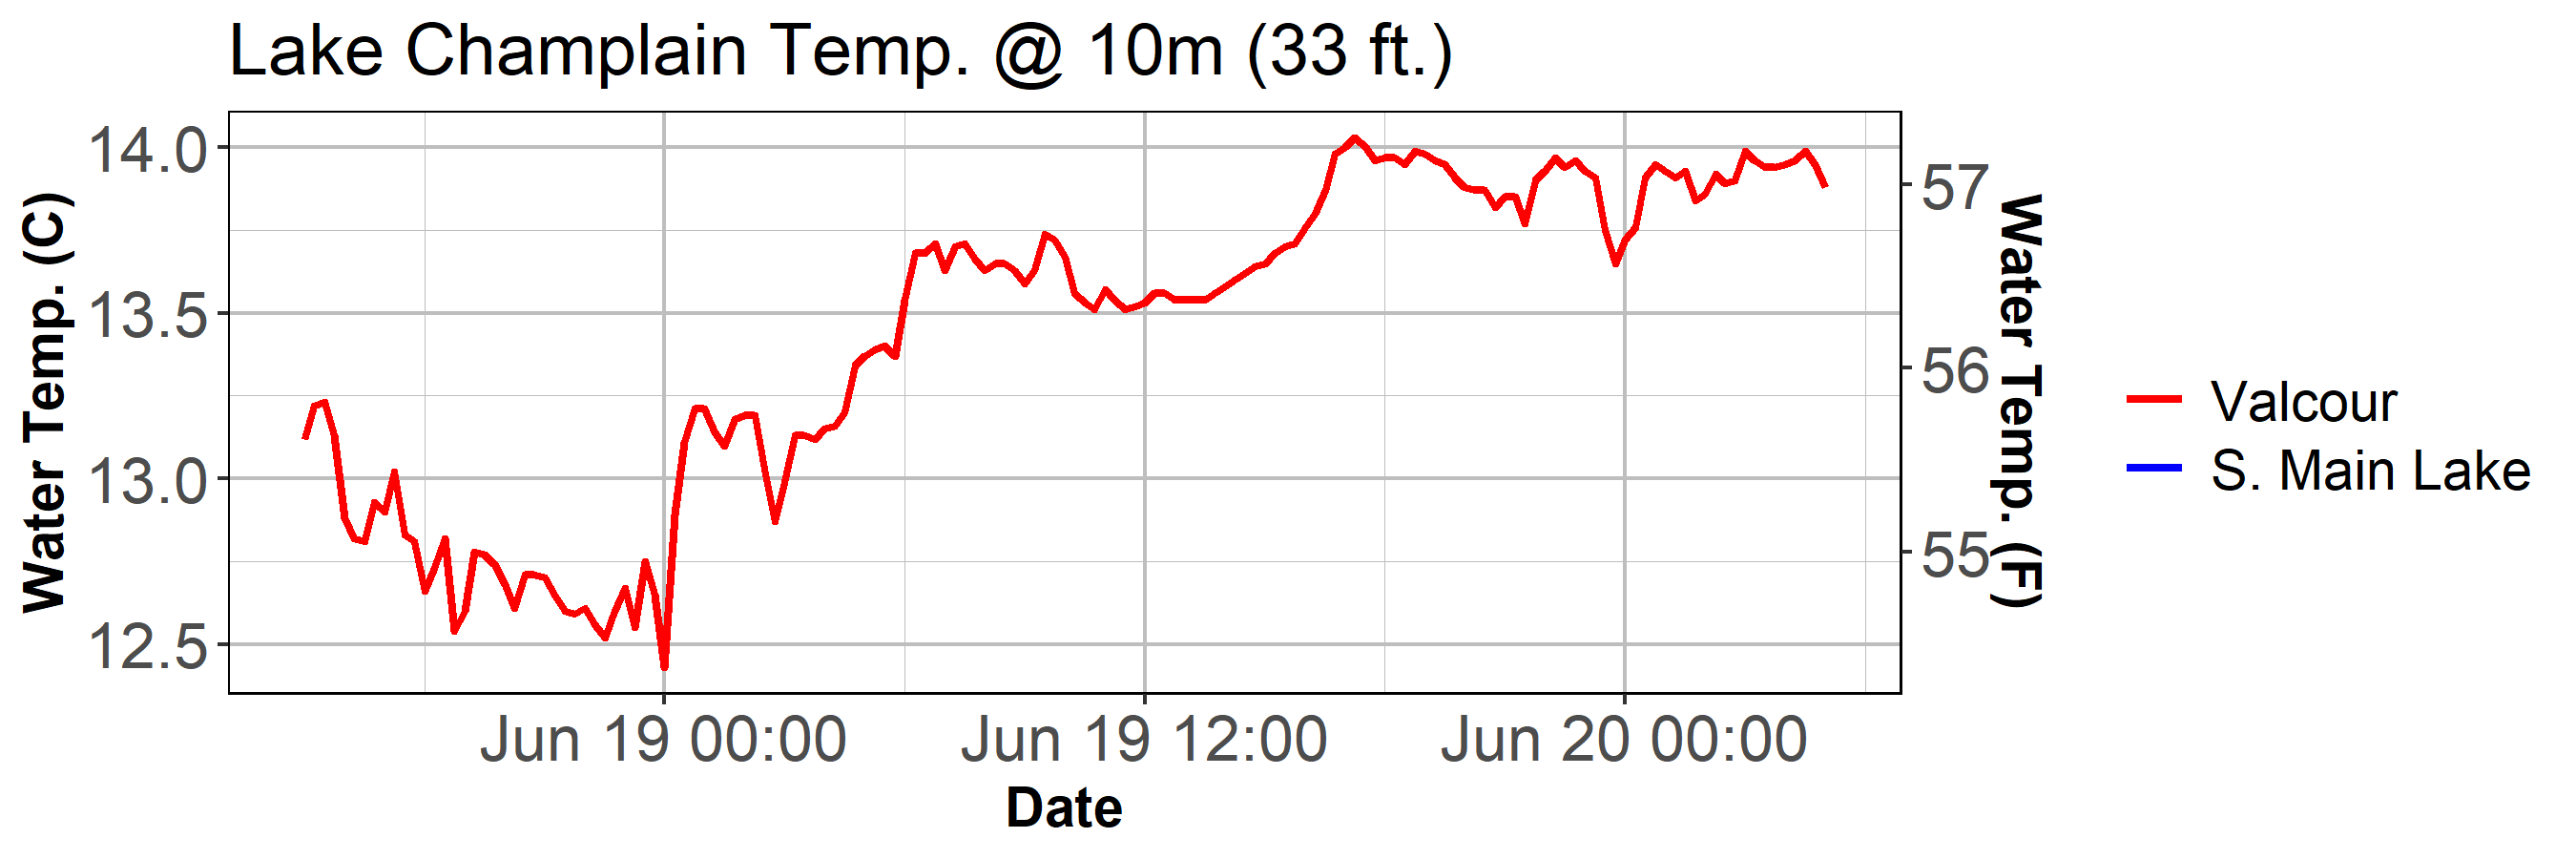 Lake Champlain Temp. @ 10m (33 ft.)
Water Temp. (C)
14.0
13.5
13.0
12.5
57
56
55
Water Temp. (F)
Jun 19 00:00
Jun 19 12:00
Jun 20 00:00
Date
Valcour
S. Main Lake